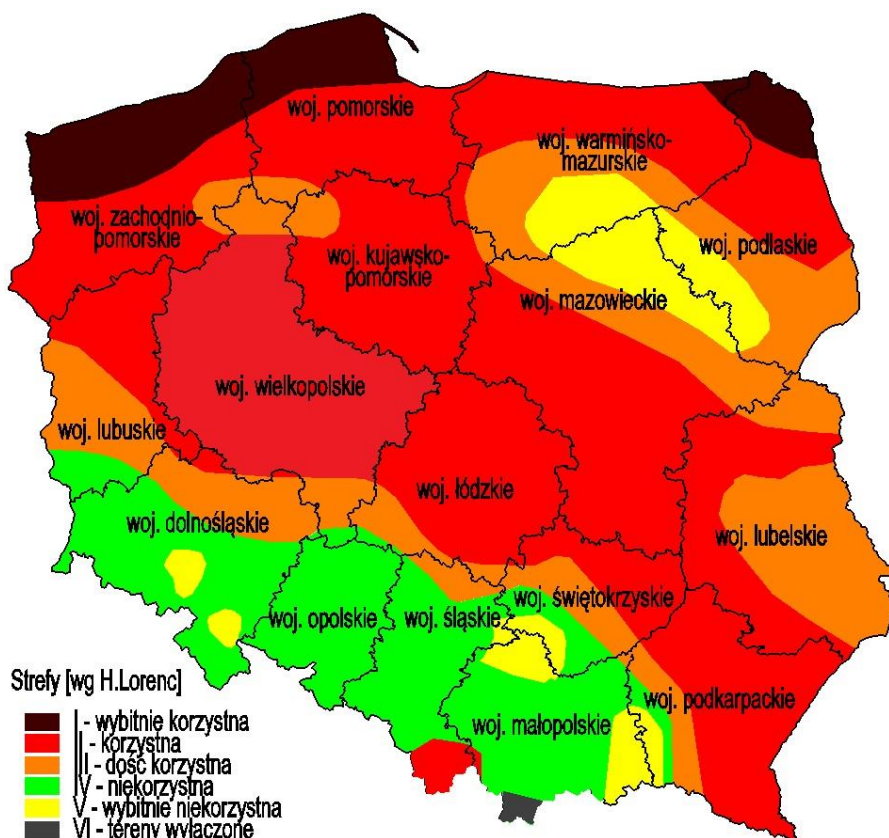 woj. pomorskie
woj. warmińsko-
mazurskie
woj. zachodnio-
pomorskie
woj. kujawsko-
pomorskie
woj. podlaskie
woj. mazowieckie
woj. wielkopolskie
woj. lubuskie
woj. łódzkie
woj. dolnośląskie
woj. lubelskie
woj. opolskie
woj. śląskie
woj. świętokrzyskie
woj. małopolskie
woj. podkarpackie
Strefy [wg H.Lorenc]
I - wybitnie korzystna
II - korzystna
III - dość korzystna
IV - niekorzystna
V - wybitnie niekorzystna
VI - tereny wyłączone